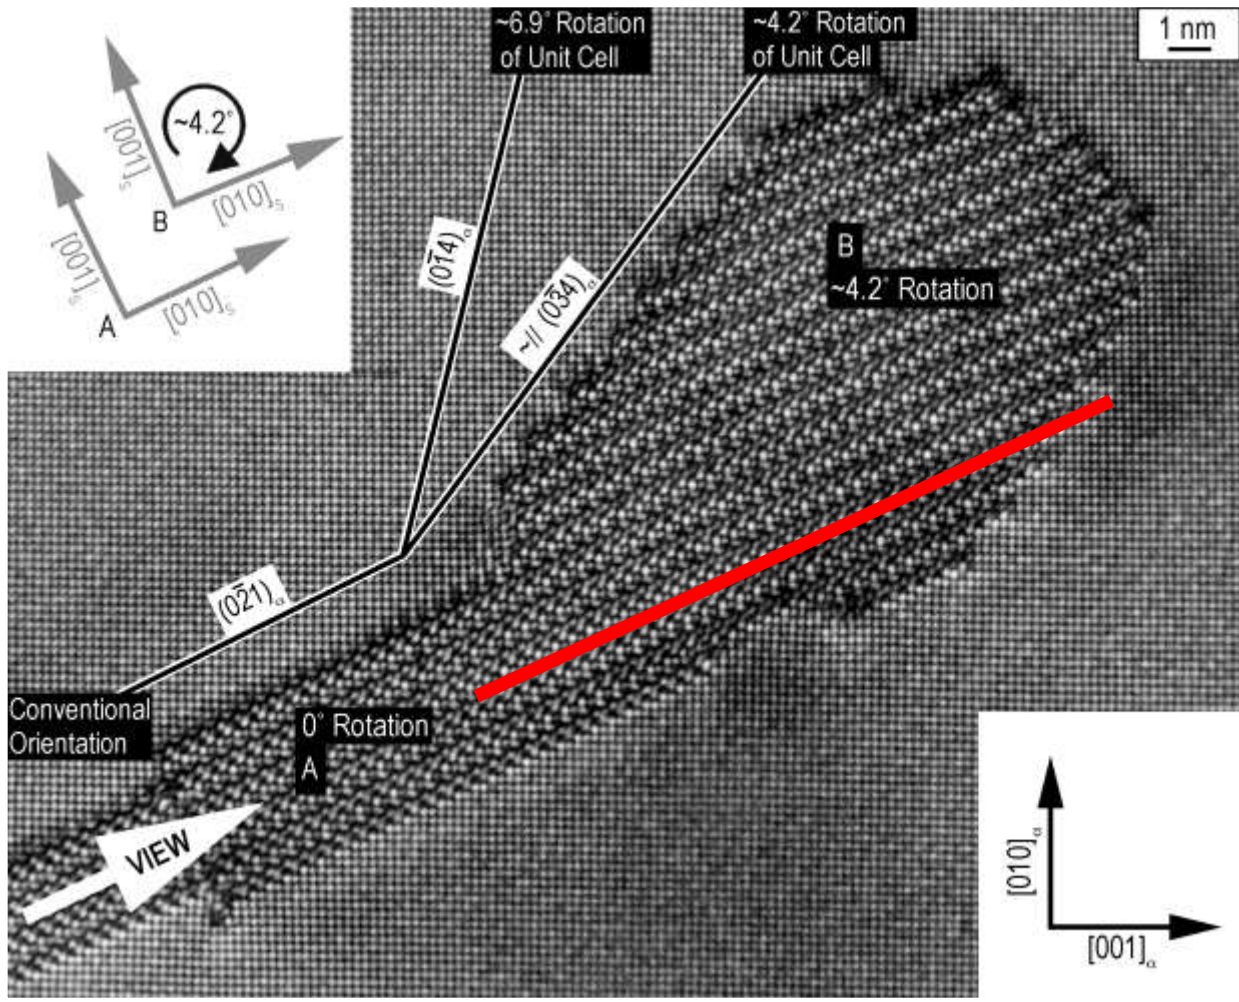 ~6.9° Rotation
of Unit Cell
~4.2° Rotation
of Unit Cell
1 nm
[001]s
~4.2°
B
[010]s
[001]s
A
[010]s
(01̅4)α
~// (03̅4)α
B
~4.2° Rotation
(02̅1)α
Conventional
Orientation
0° Rotation
A
VIEW
[010]α
[001]α